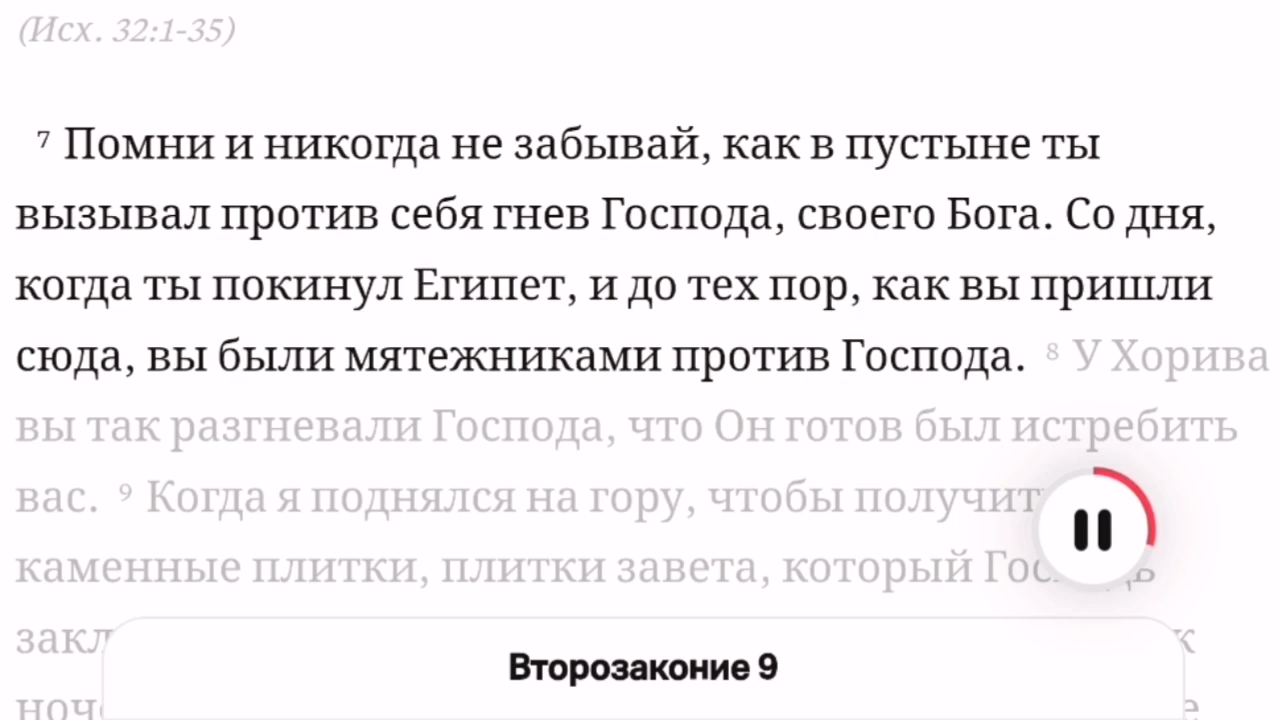 (Исх. 32:1-35)
7 Помни и никогда не забывай, как в пустыне ты
вызывал против себя гнев Господа, своего Бога. Со дня,
когда ты покинул Египет, и до тех пор, как вы пришли
сюда, вы были мятежниками против Господа. 8 У Хорива
вы так разгневали Господа, что Он готов был истребить
вас. 9 Когда я поднялся на гору, чтобы
каменные плитки, плитки завета, который
Второзаконие 9